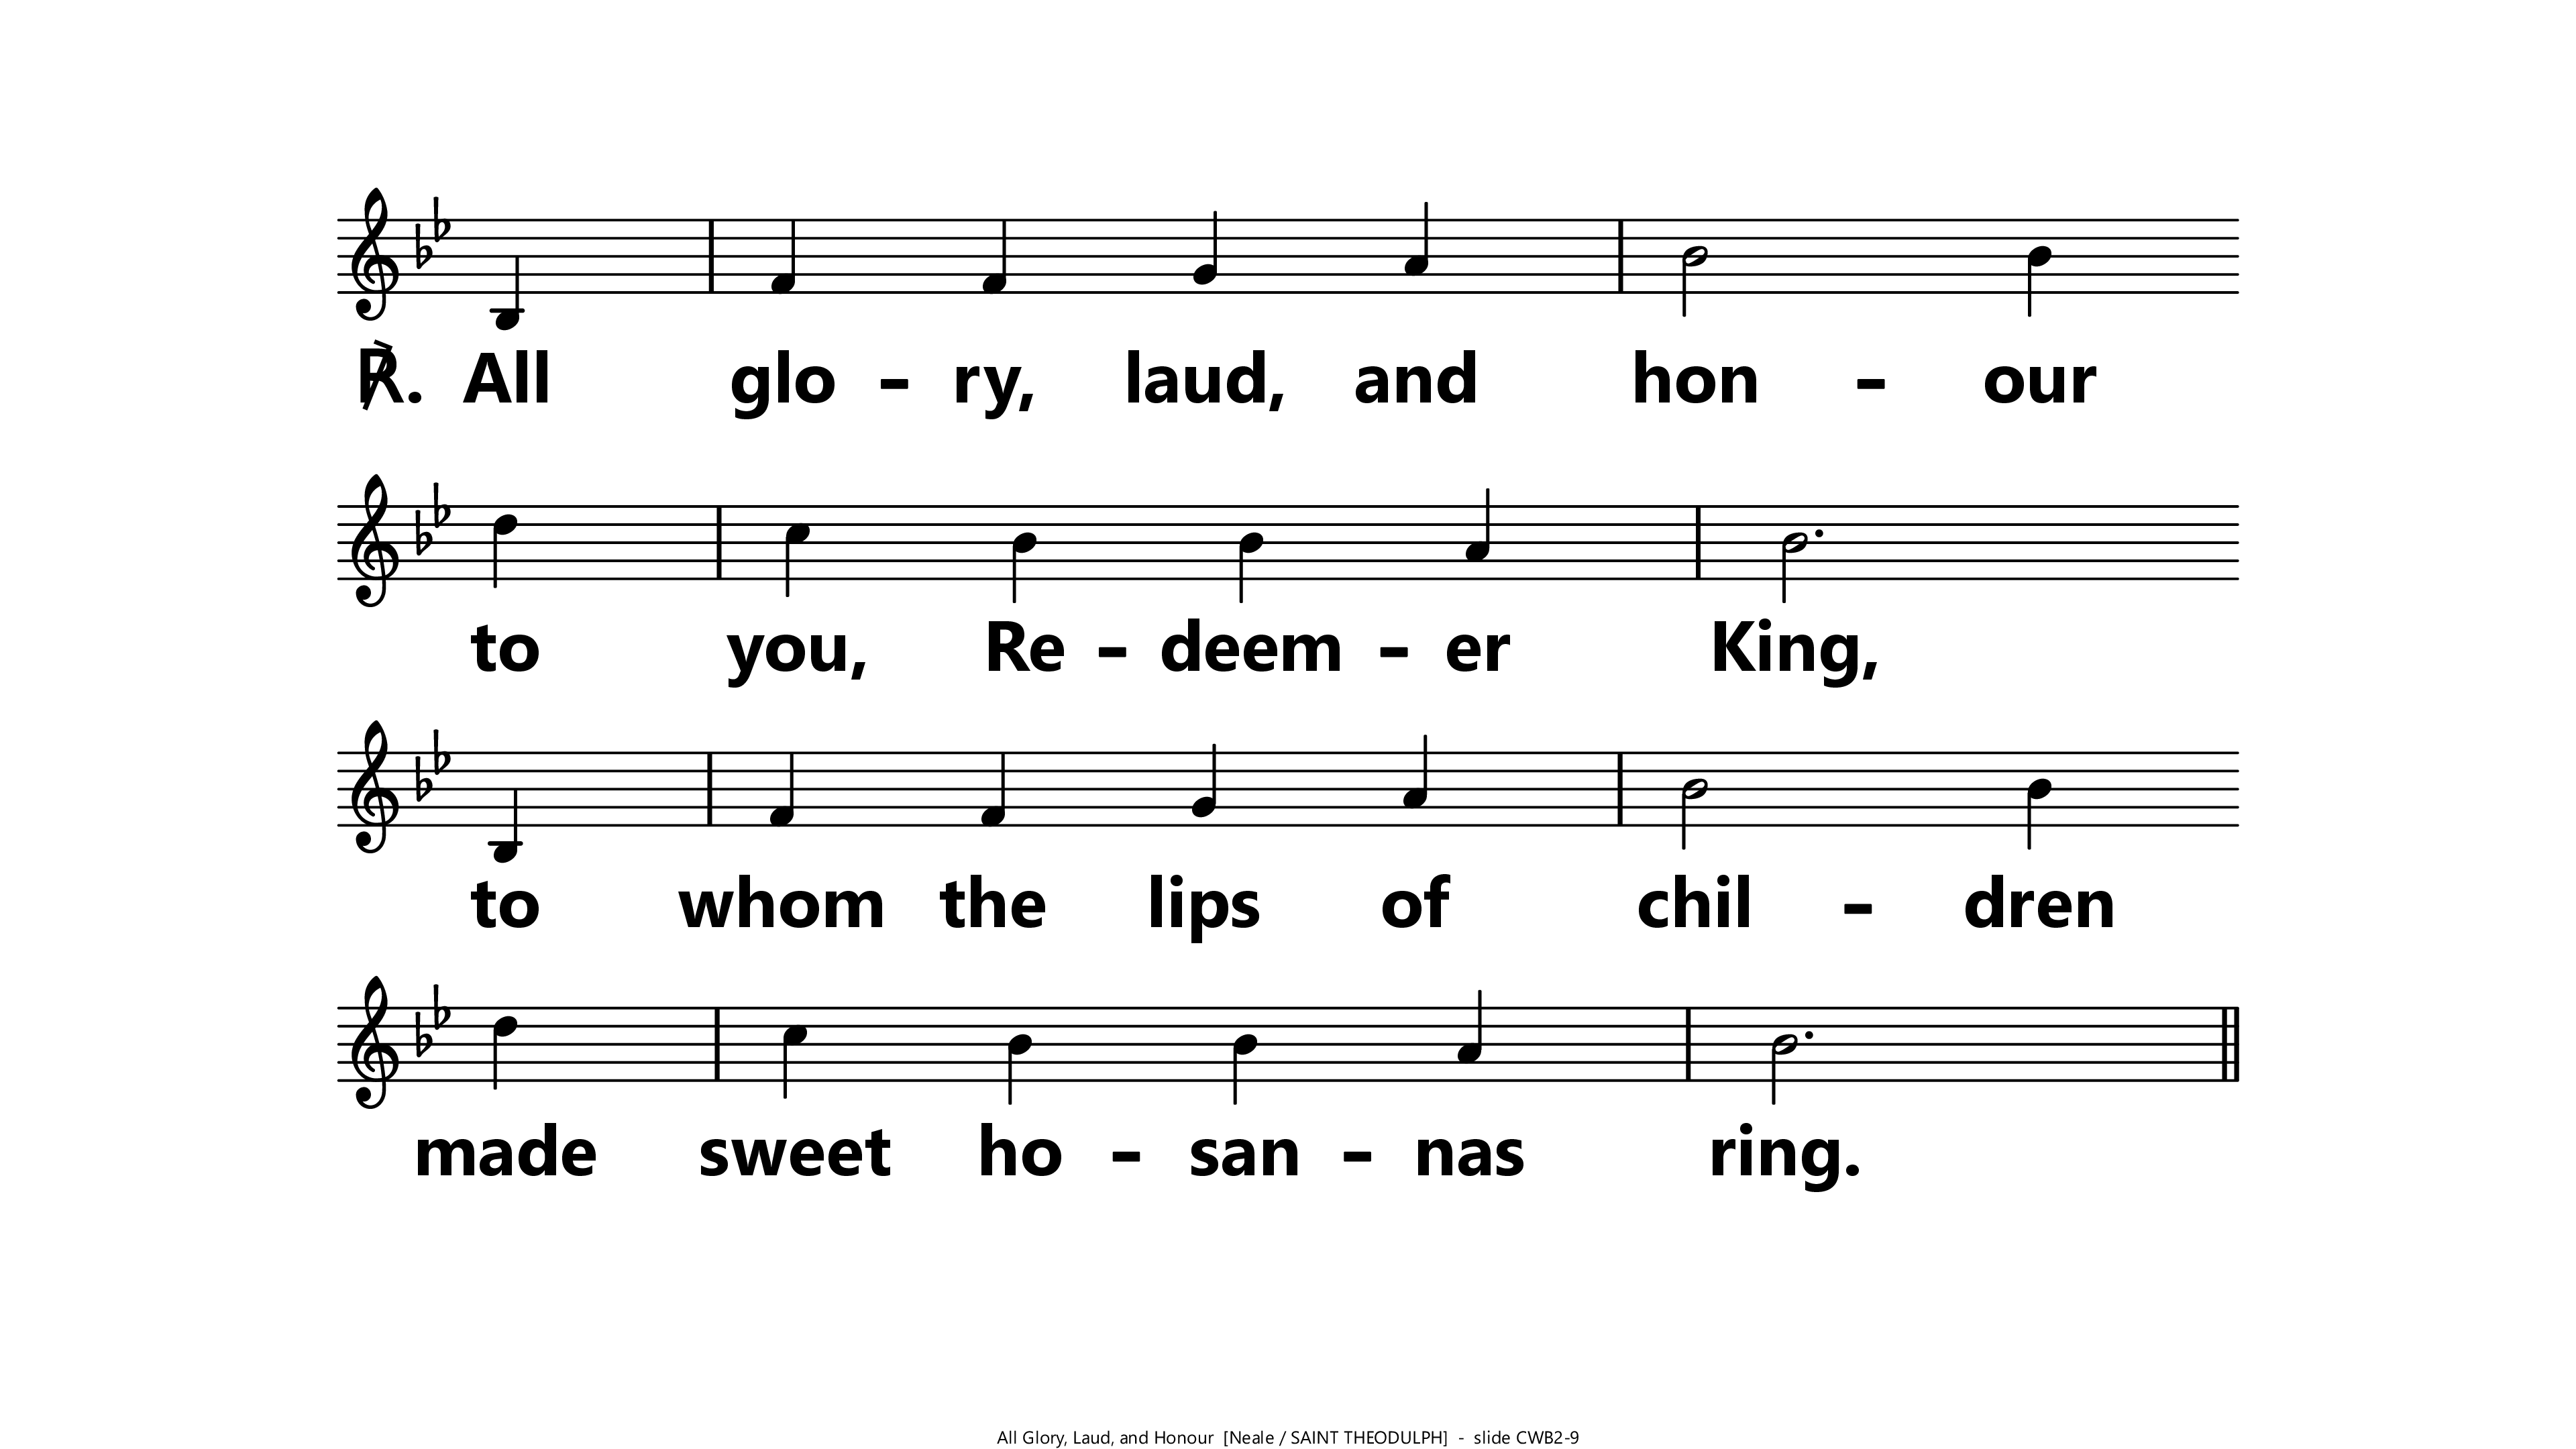 ℟. All glo – ry, laud, and hon – our
to you, Re – deem – er King,
to whom the lips of chil – dren
made sweet ho – san – nas ring.
All Glory, Laud, and Honour [Neale / SAINT THEODULPH] - slide CWB2-9